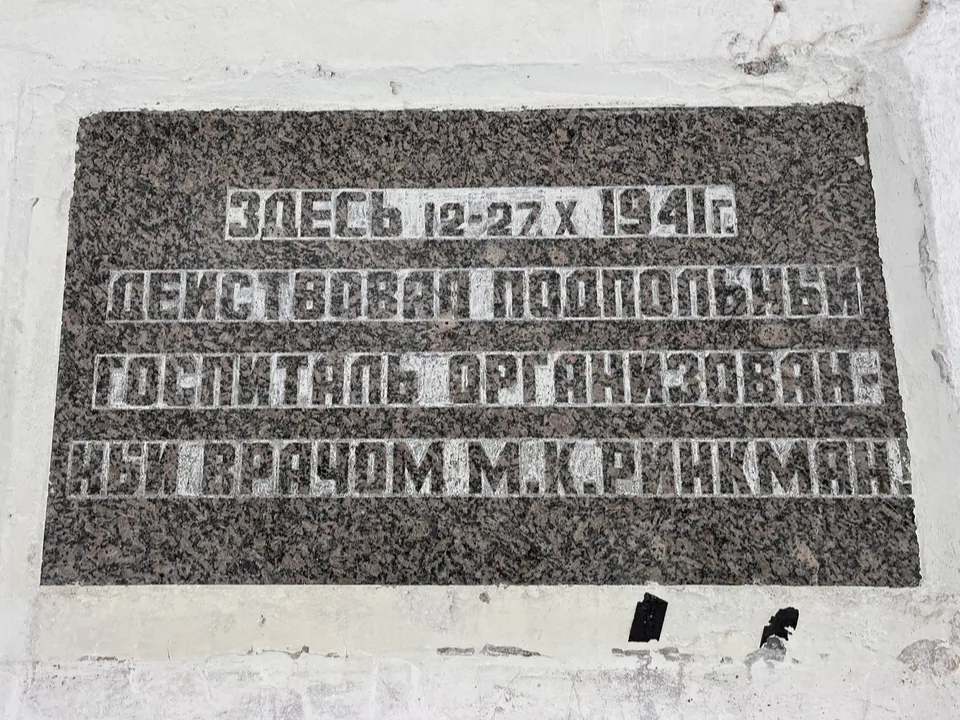 ЗДЕСЬ 12-27.X 1941г.
ДЕЙСТВОВАЛ ПОДПОЛЬНЫЙ
ГОСПИТАЛЬ ОРГАНИЗОВАН-
НЫЙ ВРАЧОМ М.К.РИНКМАН.